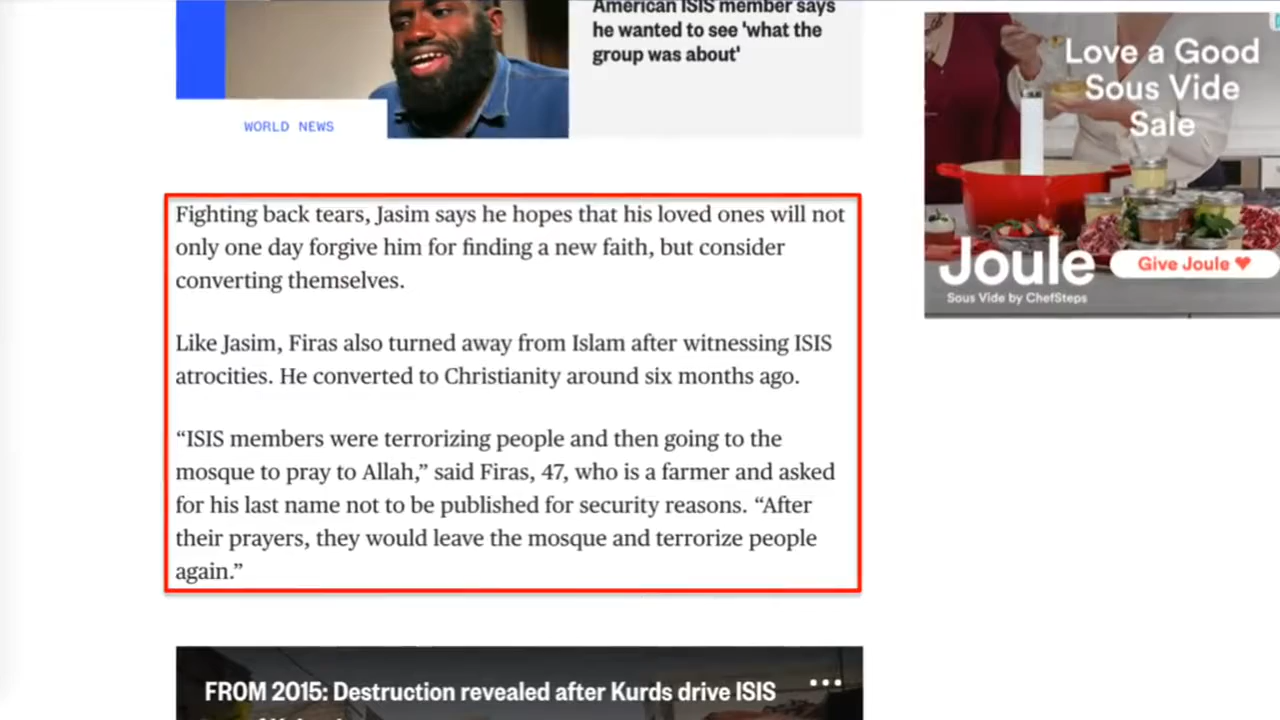 American ISIS member says
he wanted to see 'what the
group was about'
WORLD NEWS
Love a Good
Sous Vide
Sale
Joule
Give Joule ♥
Sous Vide by ChefSteps
Fighting back tears, Jasim says he hopes that his loved ones will not
only one day forgive him for finding a new faith, but consider
converting themselves.
Like Jasim, Firas also turned away from Islam after witnessing ISIS
atrocities. He converted to Christianity around six months ago.
“ISIS members were terrorizing people and then going to the
mosque to pray to Allah,” said Firas, 47, who is a farmer and asked
for his last name not to be published for security reasons. “After
their prayers, they would leave the mosque and terrorize people
again.”
FROM 2015: Destruction revealed after Kurds drive ISIS